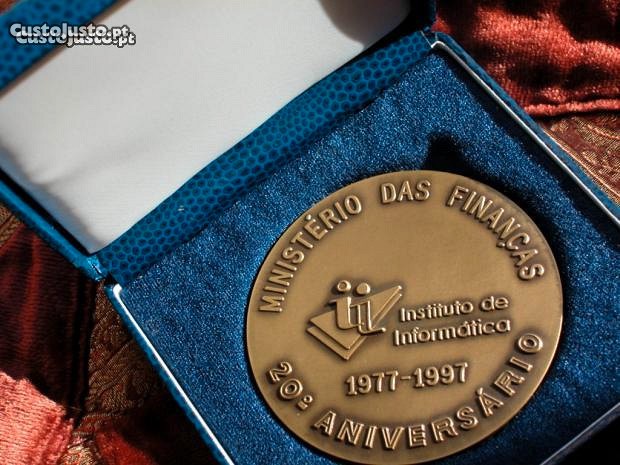 CustoJusto.pt
MINISTÉRIO DAS FINANÇAS
Instituto de
Informática
1977-1997
20º ANIVERSÁRIO